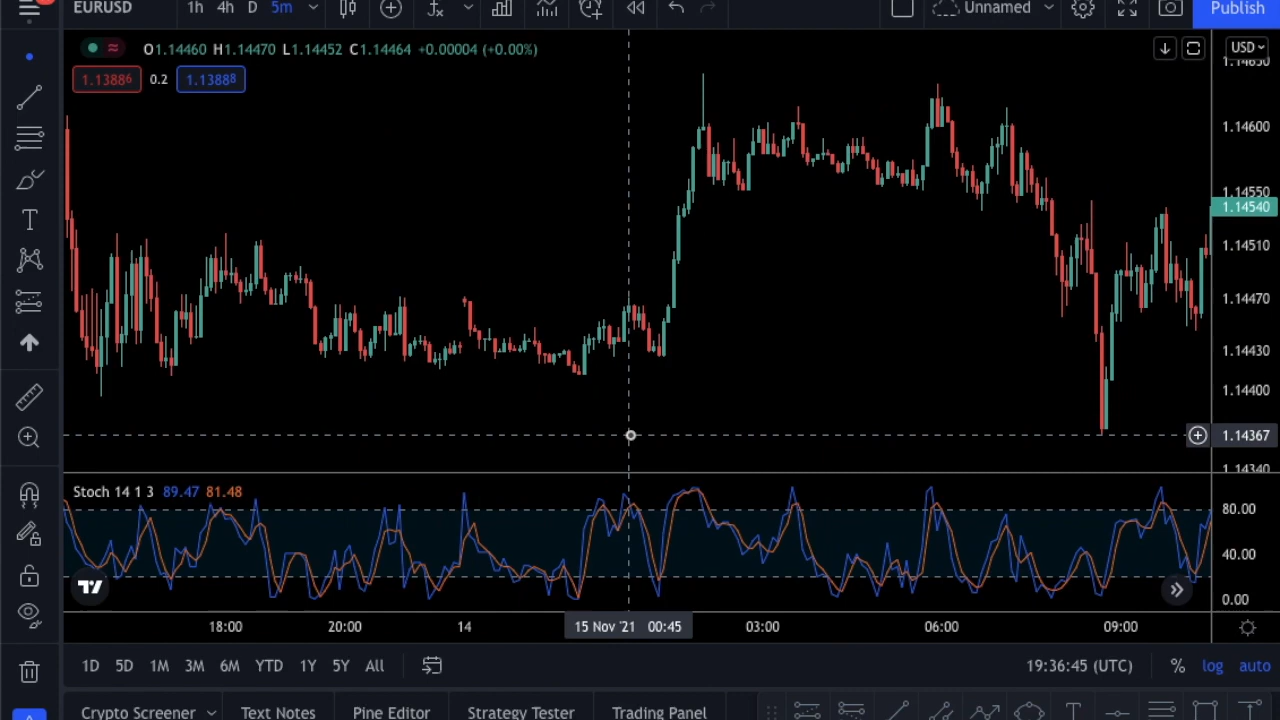 EURUSD 1h 4h D 5m Unnamed Publish
O1.14460 H1.14470 L1.14452 C1.14464 +0.00004 (+0.00%)
USD
1.13886 0.2 1.13888
1.14600
1.14550
1.14540
1.14510
1.14470
1.14430
1.14400
1.14367
1.14340
Stoch 14 1 3 89.47 81.48
80.00
40.00
0.00
18:00 20:00 14 15 Nov '21 00:45 03:00 06:00 09:00
1D 5D 1M 3M 6M YTD 1Y 5Y All 19:36:45 (UTC) % log auto
Crypto Screener Text Notes Pine Editor Strategy Tester Trading Panel